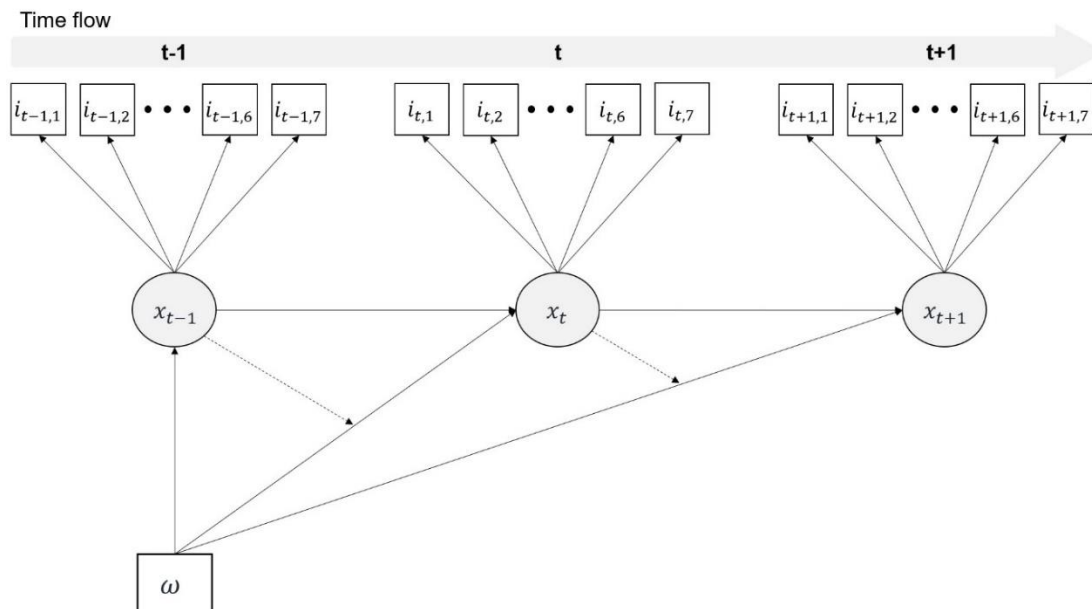 Time flow
t-1 t t+1
i_{t−1,1} i_{t−1,2} • • • i_{t−1,6} i_{t−1,7} i_{t,1} i_{t,2} • • • i_{t,6} i_{t,7} i_{t+1,1} i_{t+1,2} • • • i_{t+1,6} i_{t+1,7}
x_{t−1} x_t x_{t+1}
ω